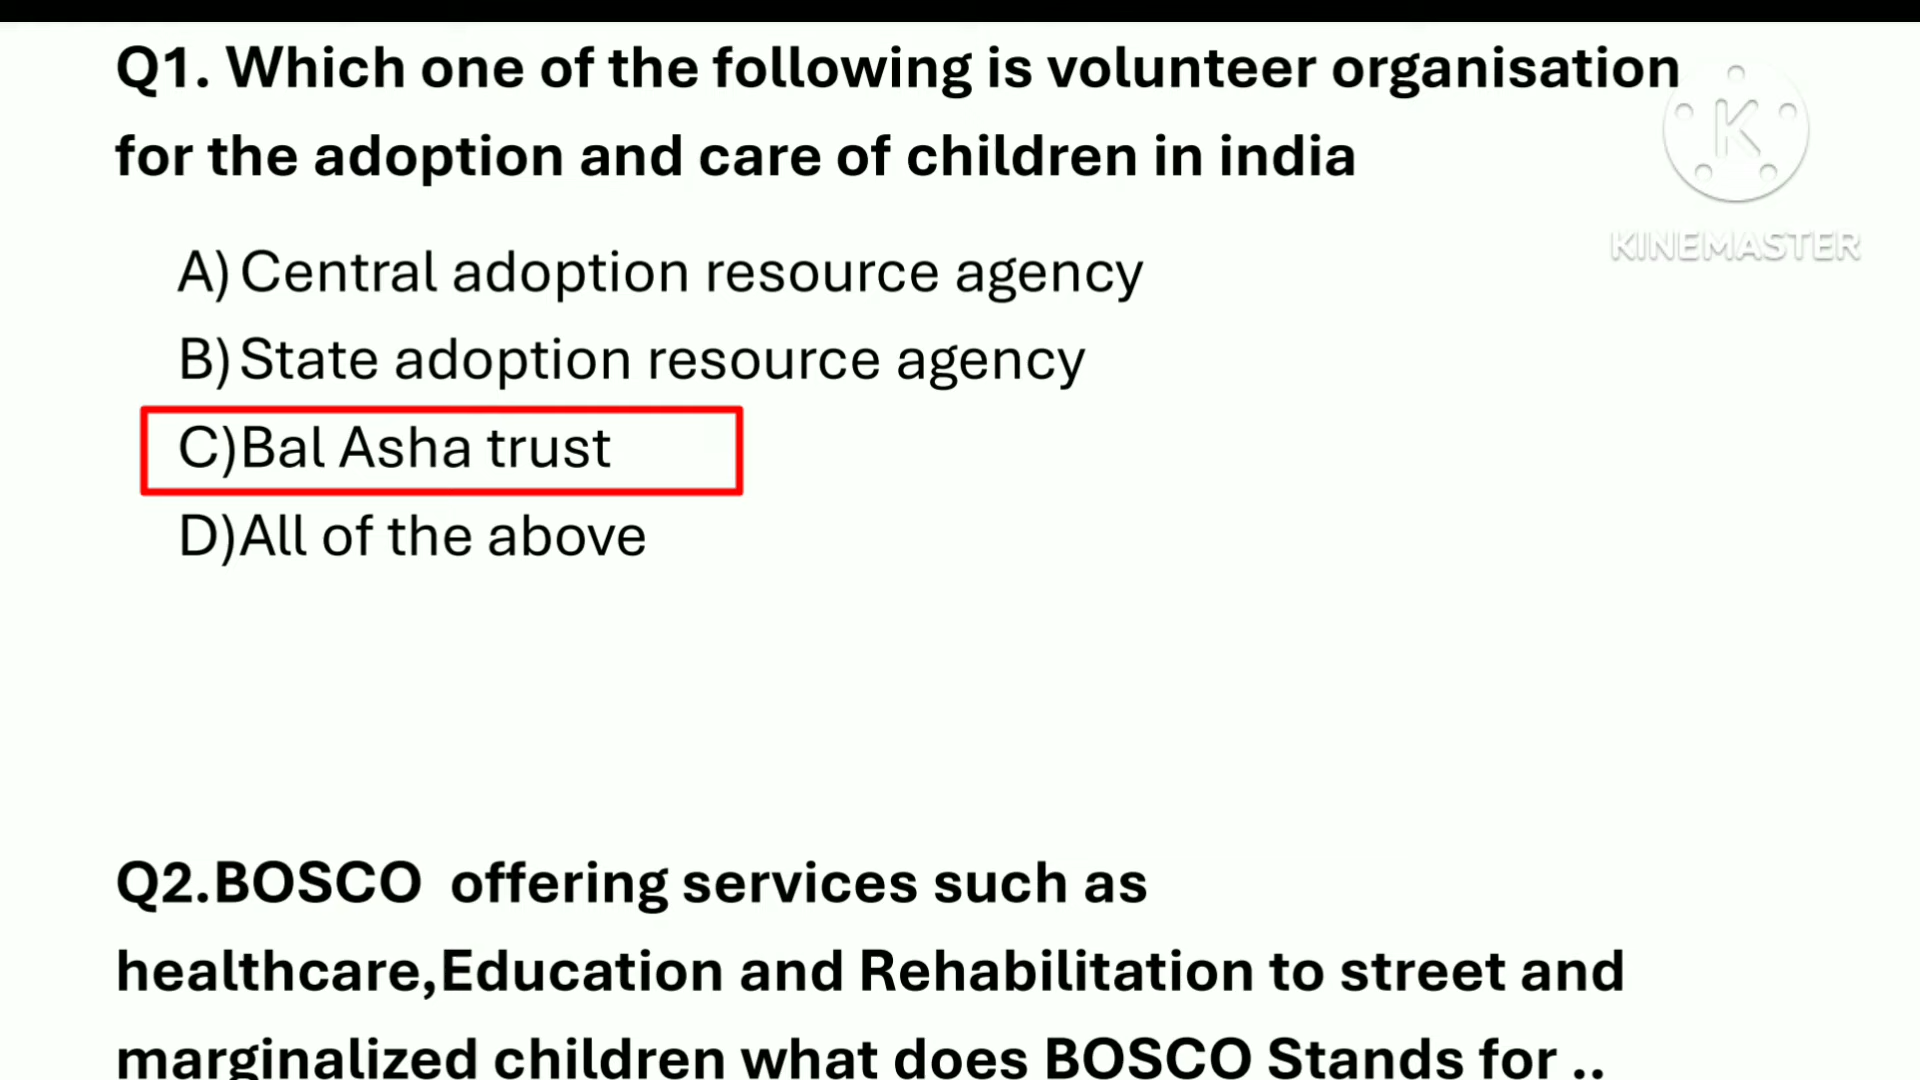 Q1. Which one of the following is volunteer organisation
for the adoption and care of children in india
K
KINEMASTER
A) Central adoption resource agency
B) State adoption resource agency
C)Bal Asha trust
D)All of the above
Q2.BOSCO offering services such as
healthcare,Education and Rehabilitation to street and
marginalized children what does BOSCO Stands for ..